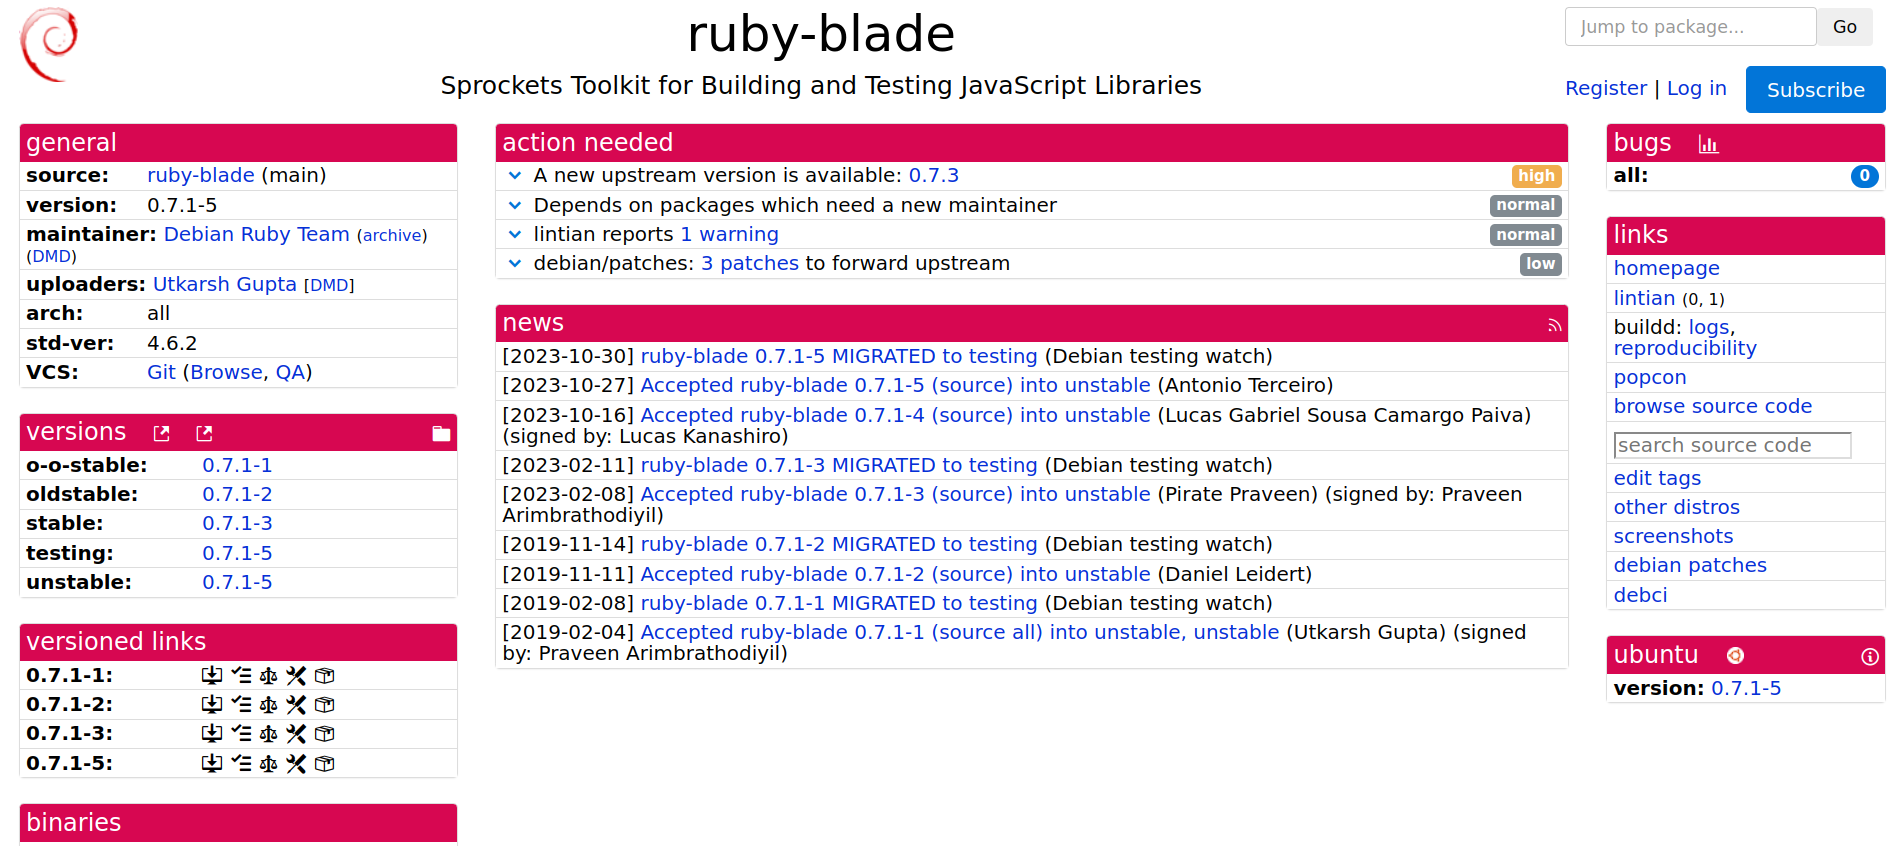 ruby-blade
Sprockets Toolkit for Building and Testing JavaScript Libraries
Jump to package...
Go
Register | Log in
Subscribe
general
source: ruby-blade (main)
version: 0.7.1-5
maintainer: Debian Ruby Team (archive)
(DMD)
uploaders: Utkarsh Gupta [DMD]
arch: all
std-ver: 4.6.2
VCS: Git (Browse, QA)
versions
o-o-stable: 0.7.1-1
oldstable: 0.7.1-2
stable: 0.7.1-3
testing: 0.7.1-5
unstable: 0.7.1-5
versioned links
0.7.1-1:
0.7.1-2:
0.7.1-3:
0.7.1-5:
binaries
action needed
A new upstream version is available: 0.7.3 high
Depends on packages which need a new maintainer normal
lintian reports 1 warning normal
debian/patches: 3 patches to forward upstream low
news
[2023-10-30] ruby-blade 0.7.1-5 MIGRATED to testing (Debian testing watch)
[2023-10-27] Accepted ruby-blade 0.7.1-5 (source) into unstable (Antonio Terceiro)
[2023-10-16] Accepted ruby-blade 0.7.1-4 (source) into unstable (Lucas Gabriel Sousa Camargo Paiva)
(signed by: Lucas Kanashiro)
[2023-02-11] ruby-blade 0.7.1-3 MIGRATED to testing (Debian testing watch)
[2023-02-08] Accepted ruby-blade 0.7.1-3 (source) into unstable (Pirate Praveen) (signed by: Praveen
Arimbrathodiyil)
[2019-11-14] ruby-blade 0.7.1-2 MIGRATED to testing (Debian testing watch)
[2019-11-11] Accepted ruby-blade 0.7.1-2 (source) into unstable (Daniel Leidert)
[2019-02-08] ruby-blade 0.7.1-1 MIGRATED to testing (Debian testing watch)
[2019-02-04] Accepted ruby-blade 0.7.1-1 (source all) into unstable, unstable (Utkarsh Gupta) (signed
by: Praveen Arimbrathodiyil)
bugs
all: 0
links
homepage
lintian (0, 1)
buildd: logs,
reproducibility
popcon
browse source code
search source code
edit tags
other distros
screenshots
debian patches
debci
ubuntu
version: 0.7.1-5